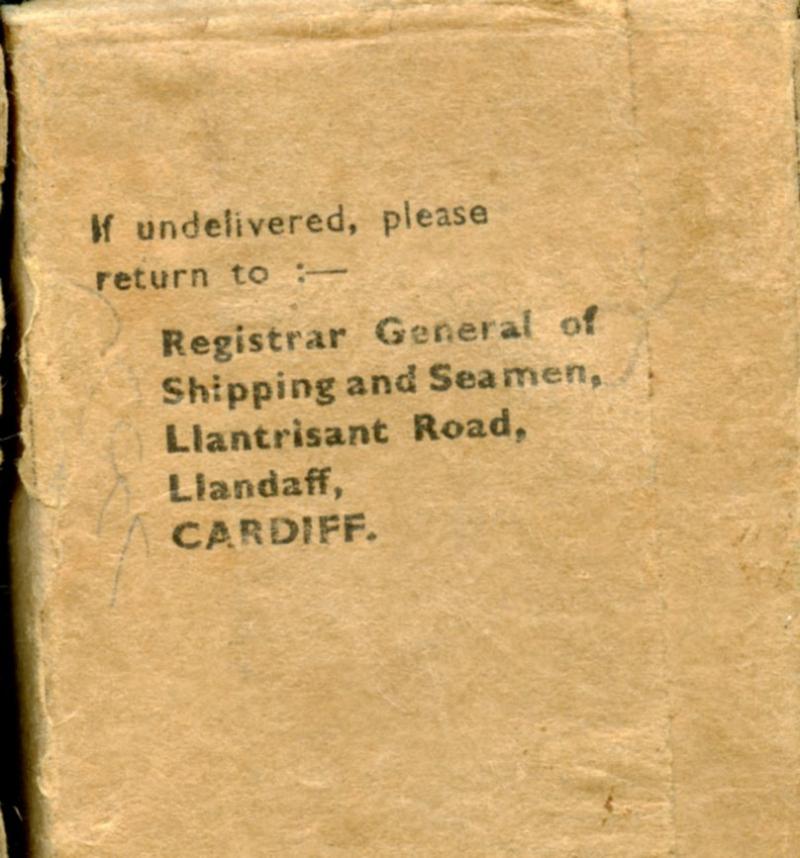 If undelivered, please
return to :—
Registrar General of
Shipping and Seamen,
Llantrisant Road,
Llandaff,
CARDIFF.